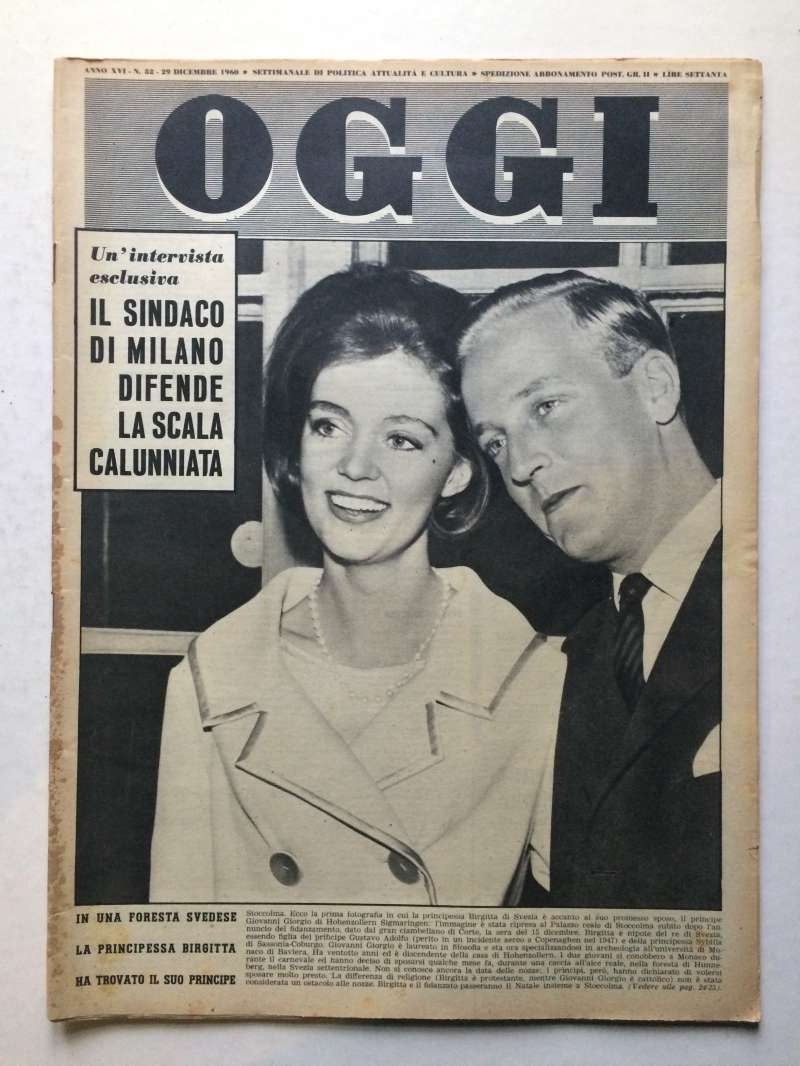 ANNO XVI - N. 52 - 29 DICEMBRE 1960 * SETTIMANALE DI POLITICA ATTUALITÀ E CULTURA * SPEDIZIONE ABBONAMENTO POST. GR. II * LIRE SETTANTA
OGGI
Un'intervista
esclusiva
IL SINDACO
DI MILANO
DIFENDE
LA SCALA
CALUNNIATA
IN UNA FORESTA SVEDESE
LA PRINCIPESSA BIRGITTA
HA TROVATO IL SUO PRINCIPE
Stoccolma. Ecco la prima fotografia in cui la principessa Birgitta di Svezia è accanto al suo promesso sposo, il principe
Giovanni Giorgio di Hohenzollern Sigmaringen: l'immagine è stata ripresa al Palazzo reale di Stoccolma subito dopo l'an-
nuncio del fidanzamento, dato dal gran ciambellano di Corte, la sera del 15 dicembre. Birgitta è nipote del re di Svezia,
essendo figlia del principe Gustavo Adolfo (perito in un incidente aereo a Copenaghen nel 1947) e della principessa Sybilla
di Sassonia-Coburgo. Giovanni Giorgio è laureato in filosofia e sta ora specializzandosi in archeologia all'università di Mo-
naco di Baviera. Ha ventotto anni ed è discendente della casa di Hohenzollern. I due giovani si conobbero a Monaco du-
rante il carnevale ed hanno deciso di sposarsi qualche mese fa, durante una caccia all'alce reale, nella foresta di Hunne-
berg, nella Svezia settentrionale. Non si conosce ancora la data delle nozze: i principi, però, hanno dichiarato di volersi
sposare molto presto. La differenza di religione (Birgitta è protestante, mentre Giovanni Giorgio è cattolico) non è stata
considerata un ostacolo alle nozze. Birgitta e il fidanzato passeranno il Natale insieme a Stoccolma. (Vedere alle pag. 24-25).